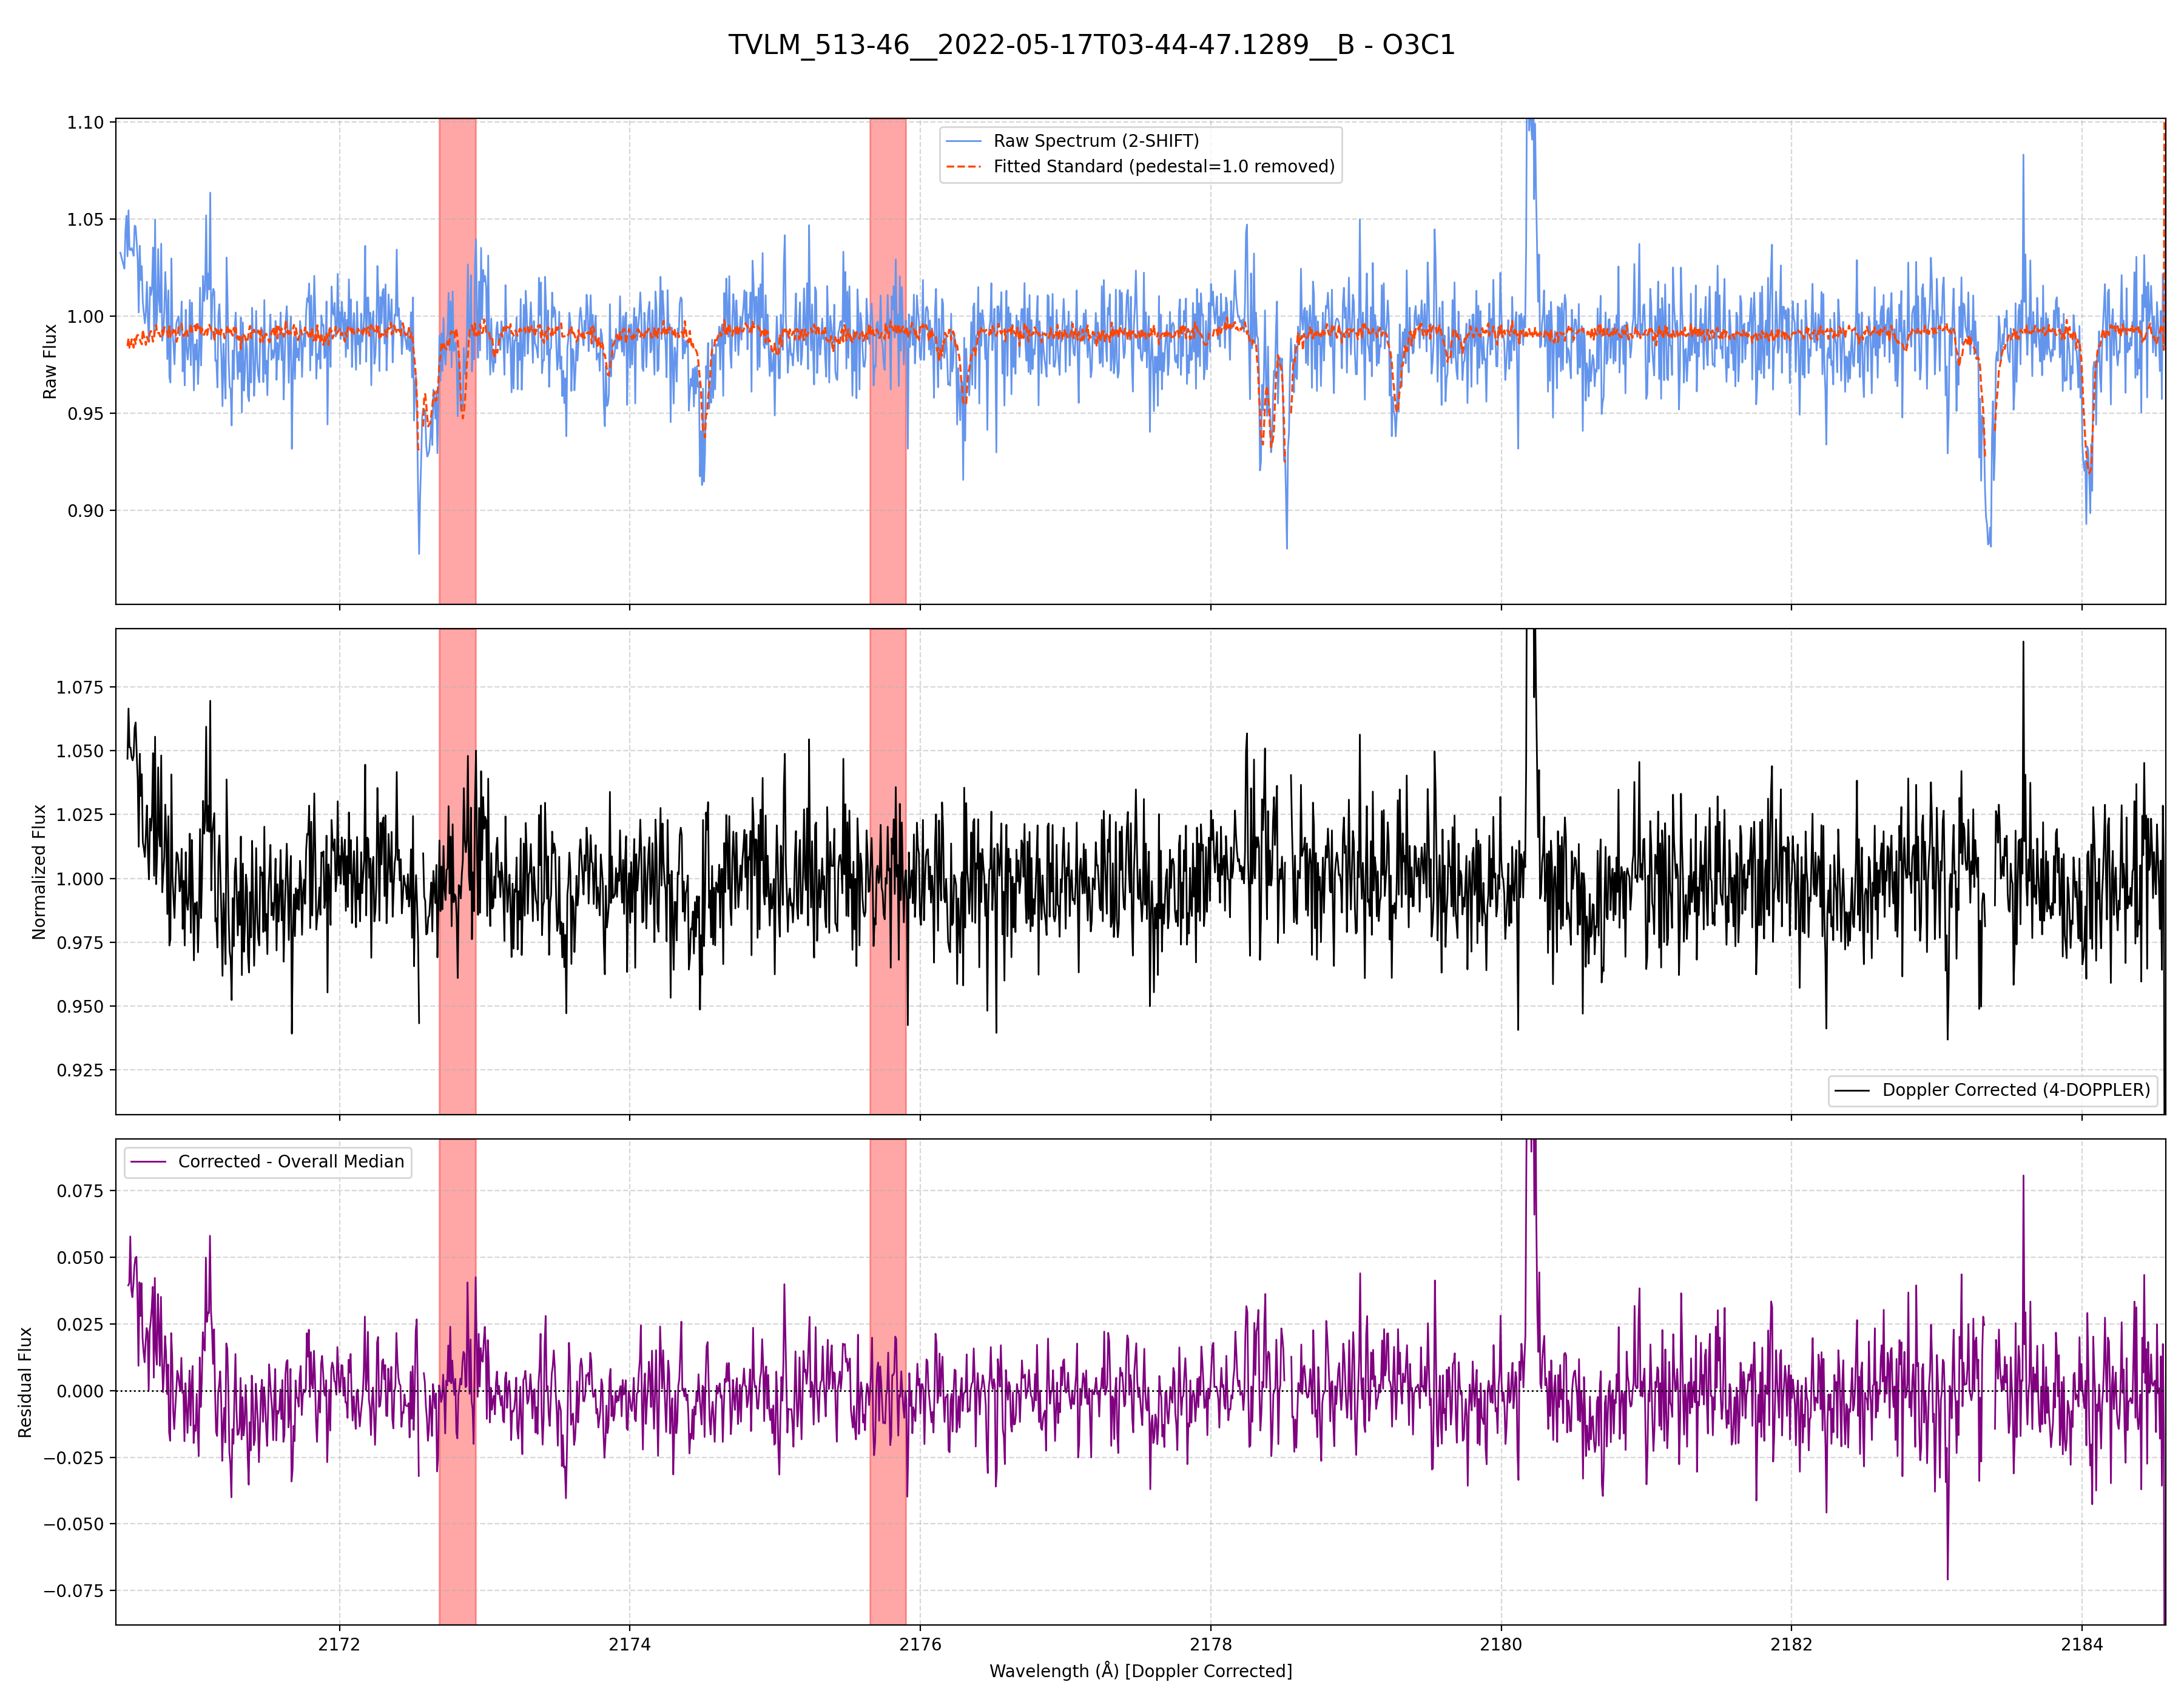 TVLM_513-46__2022-05-17T03-44-47.1289__B - O3C1
Raw Flux
1.10
1.05
1.00
0.95
0.90
Raw Spectrum (2-SHIFT)
Fitted Standard (pedestal=1.0 removed)
Normalized Flux
1.075
1.050
1.025
1.000
0.975
0.950
0.925
Doppler Corrected (4-DOPPLER)
Residual Flux
0.075
0.050
0.025
0.000
−0.025
−0.050
−0.075
Corrected - Overall Median
2172 2174 2176 2178 2180 2182 2184
Wavelength (Å) [Doppler Corrected]